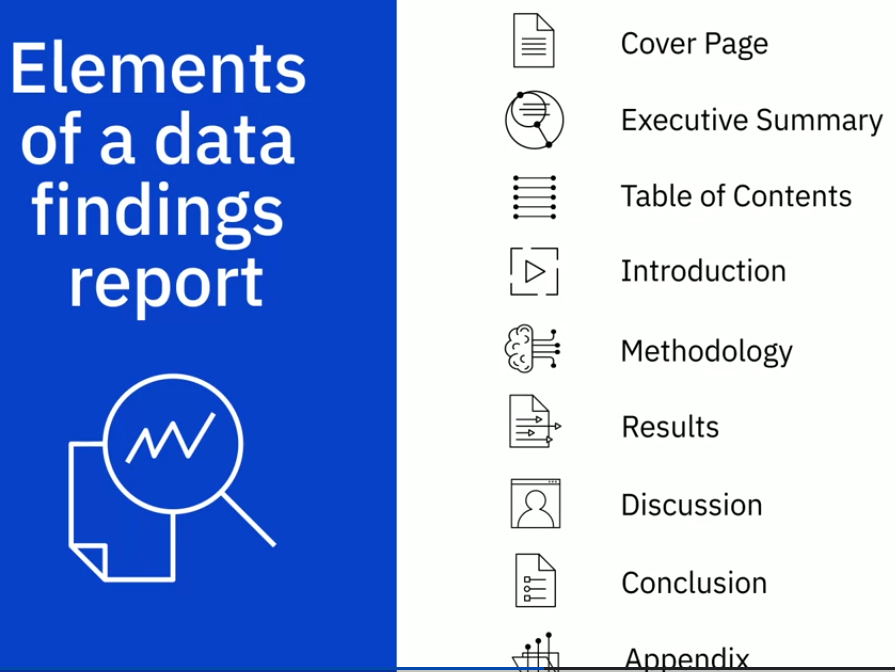 Elements
of a data
findings
report
Cover Page
Executive Summary
Table of Contents
Introduction
Methodology
Results
Discussion
Conclusion
Appendix